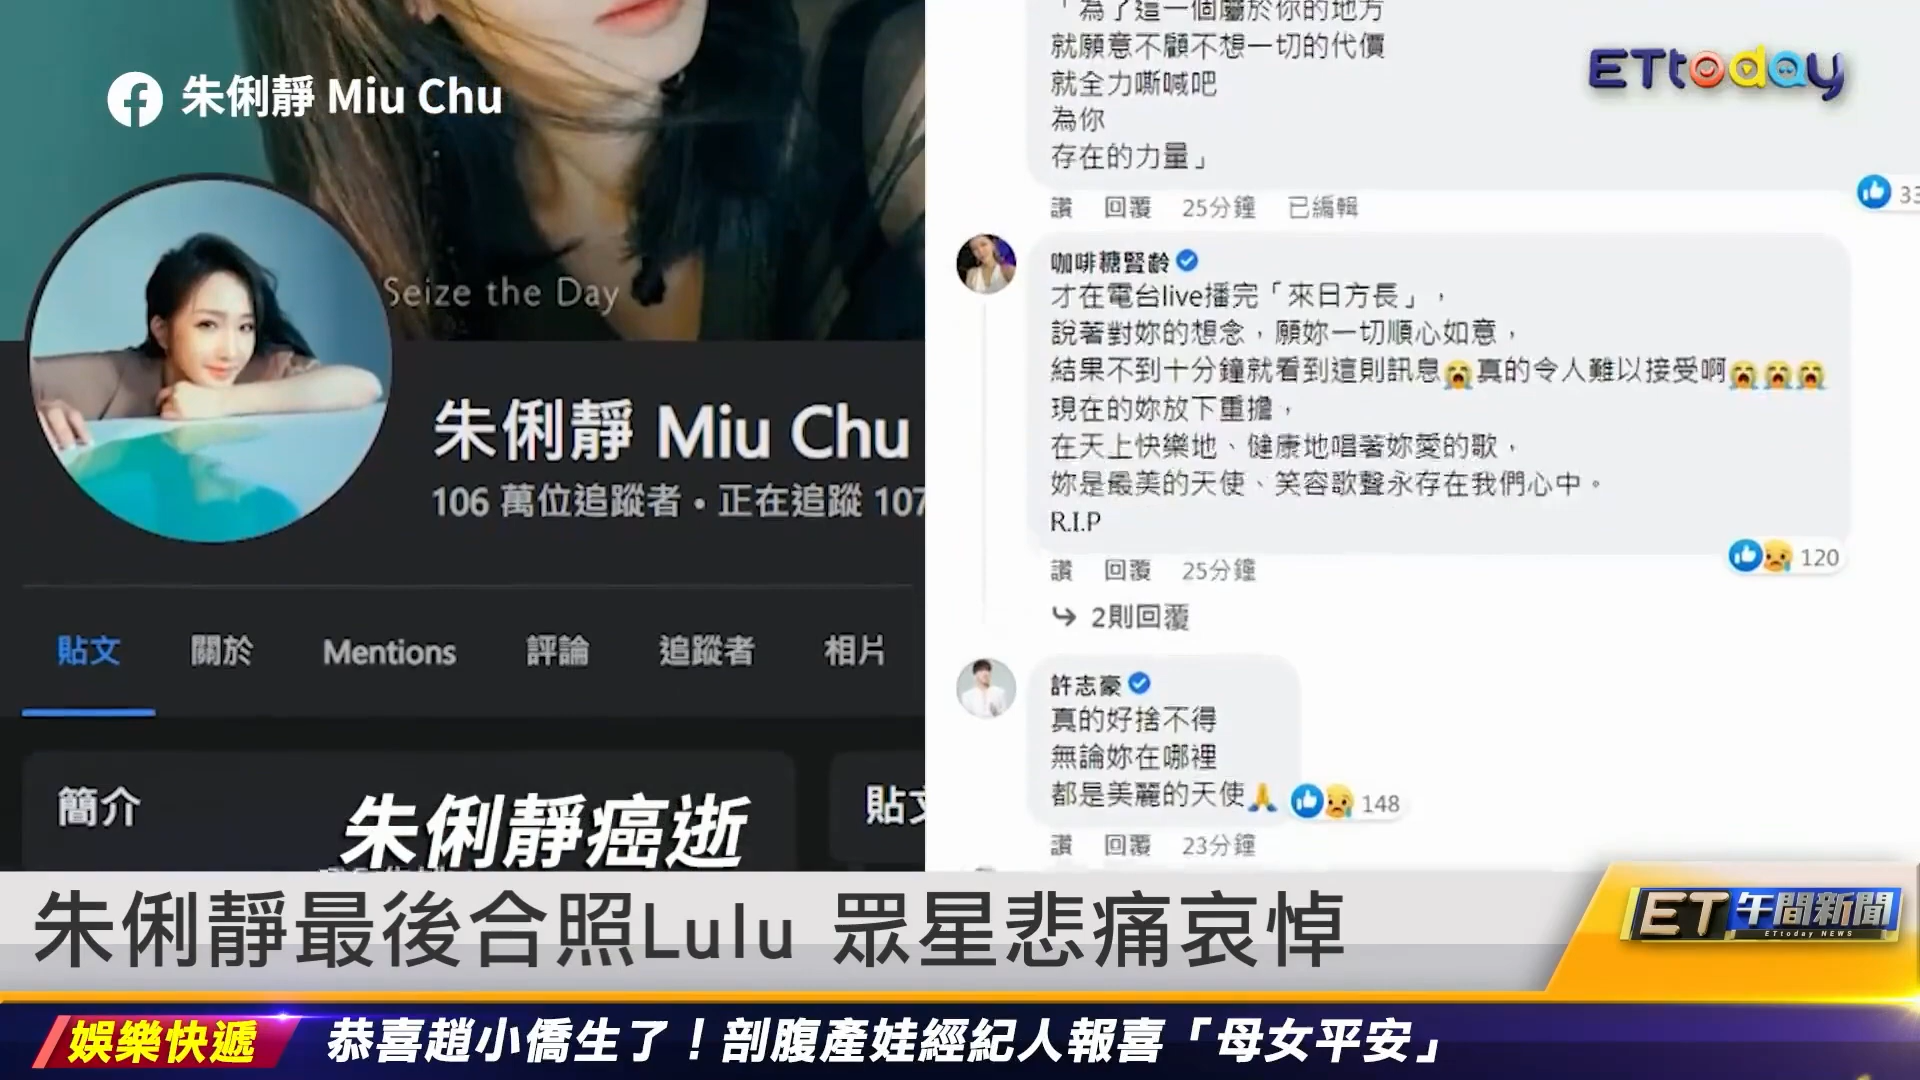 朱俐靜 Miu Chu
Seize the Day
朱俐靜 Miu Chu
106 萬位追蹤者 • 正在追蹤 107
貼文 關於 Mentions 評論 追蹤者 相片
簡介
貼文
朱俐靜癌逝
「為了這一個屬於你的地方
就願意不顧不想一切的代價
就全力嘶喊吧
為你
存在的力量」
讚 回覆 25分鐘 已編輯
33
ETtoday
咖啡糖賢齡
才在電台live播完「來日方長」，
說著對妳的想念，願妳一切順心如意，
結果不到十分鐘就看到這則訊息😭真的令人難以接受啊😭😭😭
現在的妳放下重擔，
在天上快樂地、健康地唱著妳愛的歌，
妳是最美的天使、笑容歌聲永存在我們心中。
R.I.P
120
讚 回覆 25分鐘
2則回覆
許志豪
真的好捨不得
無論妳在哪裡
都是美麗的天使🙏
148
讚 回覆 23分鐘
朱俐靜最後合照Lulu 眾星悲痛哀悼
ET午間新聞
ETtoday NEWS
娛樂快遞
恭喜趙小僑生了！剖腹產娃經紀人報喜「母女平安」